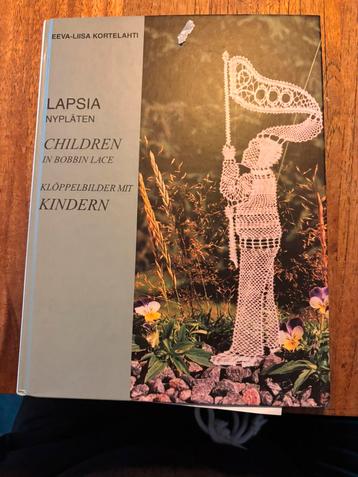 EEVA-LIISA KORTELAHTI
LAPSIA
NYPLÄTEN
CHILDREN
IN BOBBIN LACE
KLÖPPELBILDER MIT
KINDERN